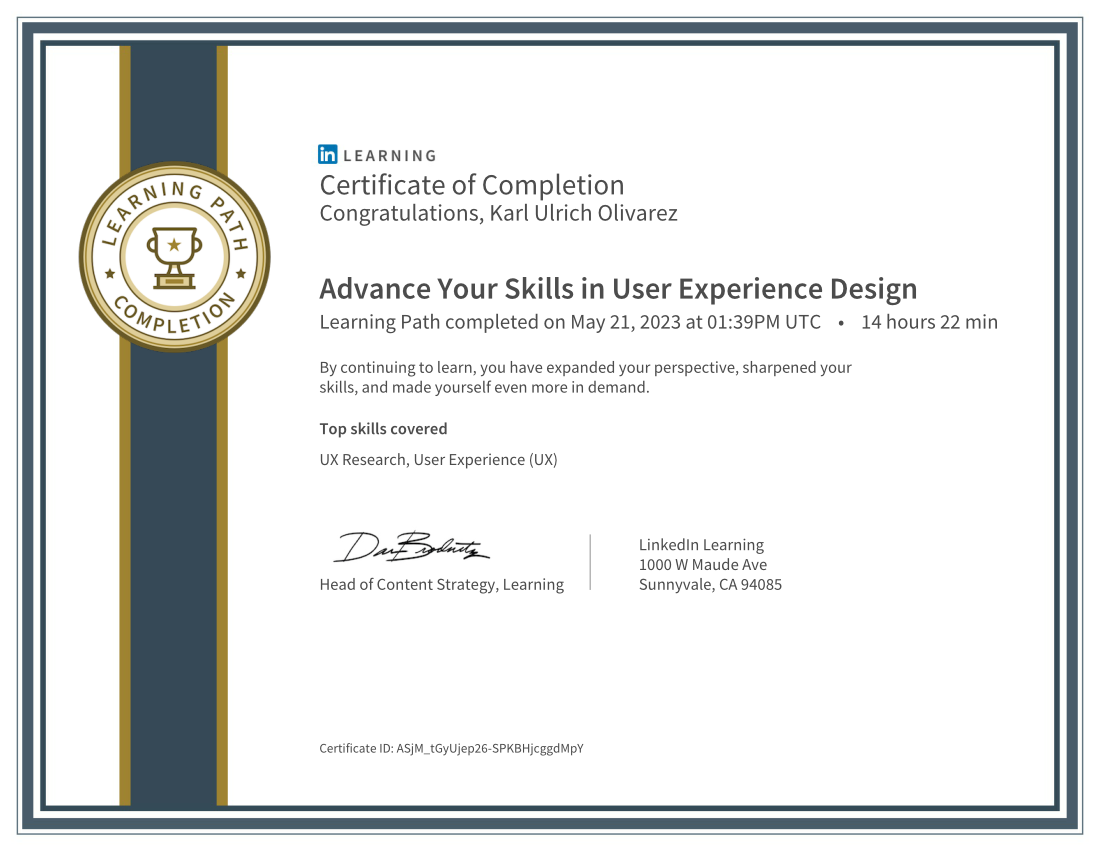 LEARNING PATH
COMPLETION
in LEARNING
Certificate of Completion
Congratulations, Karl Ulrich Olivarez
Advance Your Skills in User Experience Design
Learning Path completed on May 21, 2023 at 01:39PM UTC • 14 hours 22 min
By continuing to learn, you have expanded your perspective, sharpened your
skills, and made yourself even more in demand.
Top skills covered
UX Research, User Experience (UX)
Head of Content Strategy, Learning
LinkedIn Learning
1000 W Maude Ave
Sunnyvale, CA 94085
Certificate ID: ASjM_tGyUjep26-SPKBHjcggdMpY